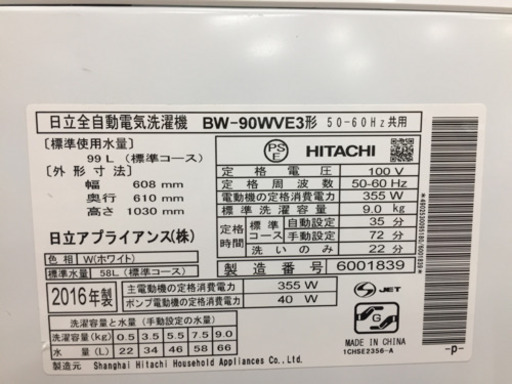 日立全自動電気洗濯機 BW-90WVE3形 50-60Hz共用
〔標準使用水量〕
99L (標準コース)
〔外形寸法〕
幅 608 mm
奥行 610 mm
高さ 1030 mm
日立アプライアンス(株)
色相 W(ホワイト)
標準水量 58L (標準コース)
PS
E
HITACHI
定格電圧 100 V
定格周波数 50-60 Hz
電動機の定格消費電力 355 W
標準洗濯容量 9.0 kg
定格時間 標準コース 自動設定 35 分
手動設定 72 分
洗いのみ 22 分
製造番号 6001839
2016年製
主電動機の定格消費電力 355 W
ポンプ電動機の定格消費電力 40 W
洗濯容量と水量 (手動設定の水量)
洗濯容量(kg) 0.5 3.5 5.5 7.5 9.0
水量(L) 22 34 46 58 66
製造元 Shanghai Hitachi Household Appliances Co., Ltd.
S JET
G
MADE IN CHINA
1CHSE2356-A
-p-